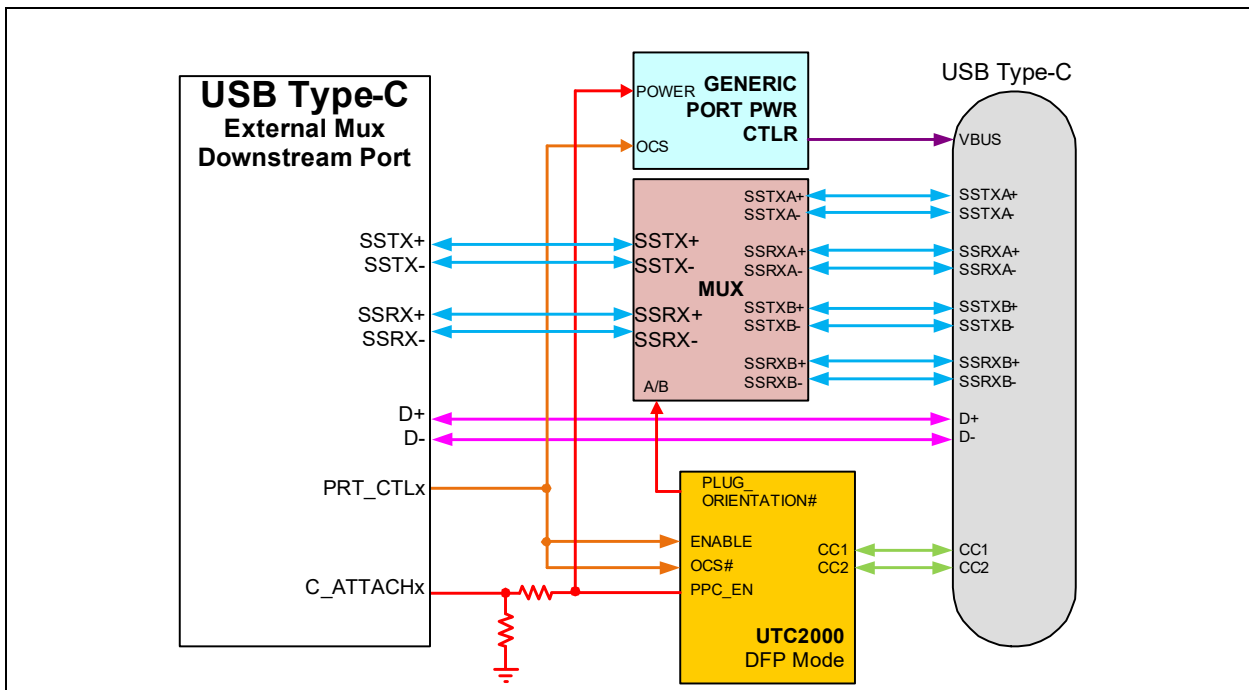 USB Type-C
External Mux
Downstream Port
SSTX+
SSTX-
SSRX+
SSRX-
D+
D-
PRT_CTLx
C_ATTACHx
GENERIC
PORT PWR
CTLR
POWER
OCS
SSTX+
SSTX-
SSRX+
SSRX-
MUX
A/B
SSTXA+
SSTXA-
SSRXA+
SSRXA-
SSTXB+
SSTXB-
SSRXB+
SSRXB-
PLUG_
ORIENTATION#
ENABLE
OCS#
PPC_EN
CC1
CC2
UTC2000
DFP Mode
USB Type-C
VBUS
SSTXA+
SSTXA-
SSRXA+
SSRXA-
SSTXB+
SSTXB-
SSRXB+
SSRXB-
D+
D-
CC1
CC2